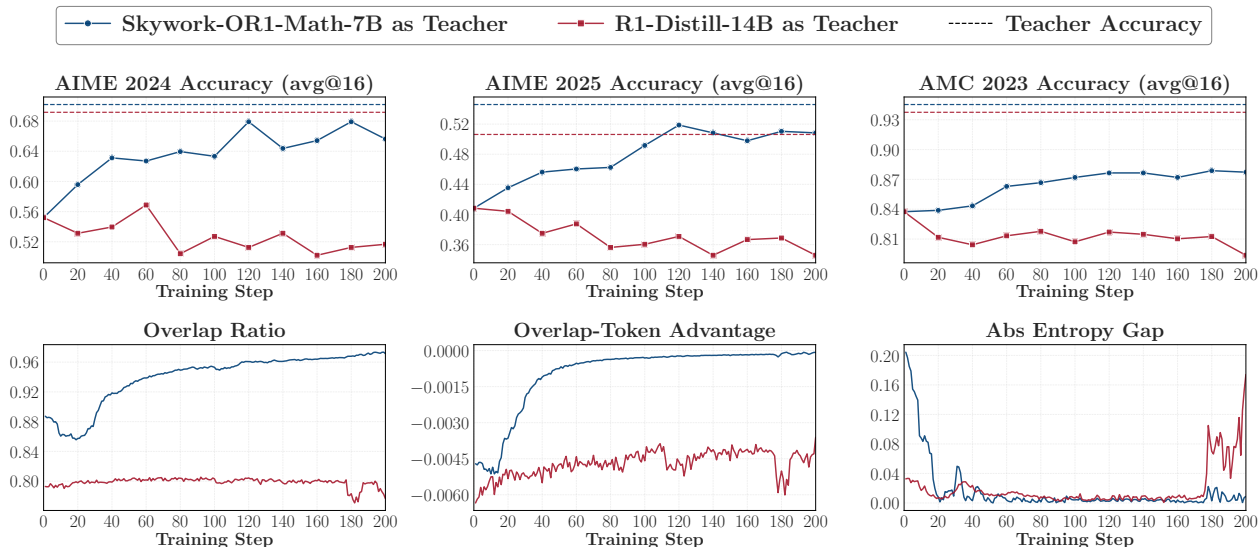 Skywork-OR1-Math-7B as Teacher R1-Distill-14B as Teacher Teacher Accuracy
AIME 2024 Accuracy (avg@16)
0.68
0.64
0.60
0.56
0.52
0 20 40 60 80 100 120 140 160 180 200
Training Step
AIME 2025 Accuracy (avg@16)
0.52
0.48
0.44
0.40
0.36
0 20 40 60 80 100 120 140 160 180 200
Training Step
AMC 2023 Accuracy (avg@16)
0.93
0.90
0.87
0.84
0.81
0 20 40 60 80 100 120 140 160 180 200
Training Step
Overlap Ratio
0.96
0.92
0.88
0.84
0.80
0 20 40 60 80 100 120 140 160 180 200
Training Step
Overlap-Token Advantage
0.0000
−0.0015
−0.0030
−0.0045
−0.0060
0 20 40 60 80 100 120 140 160 180 200
Training Step
Abs Entropy Gap
0.20
0.16
0.12
0.08
0.04
0.00
0 20 40 60 80 100 120 140 160 180 200
Training Step